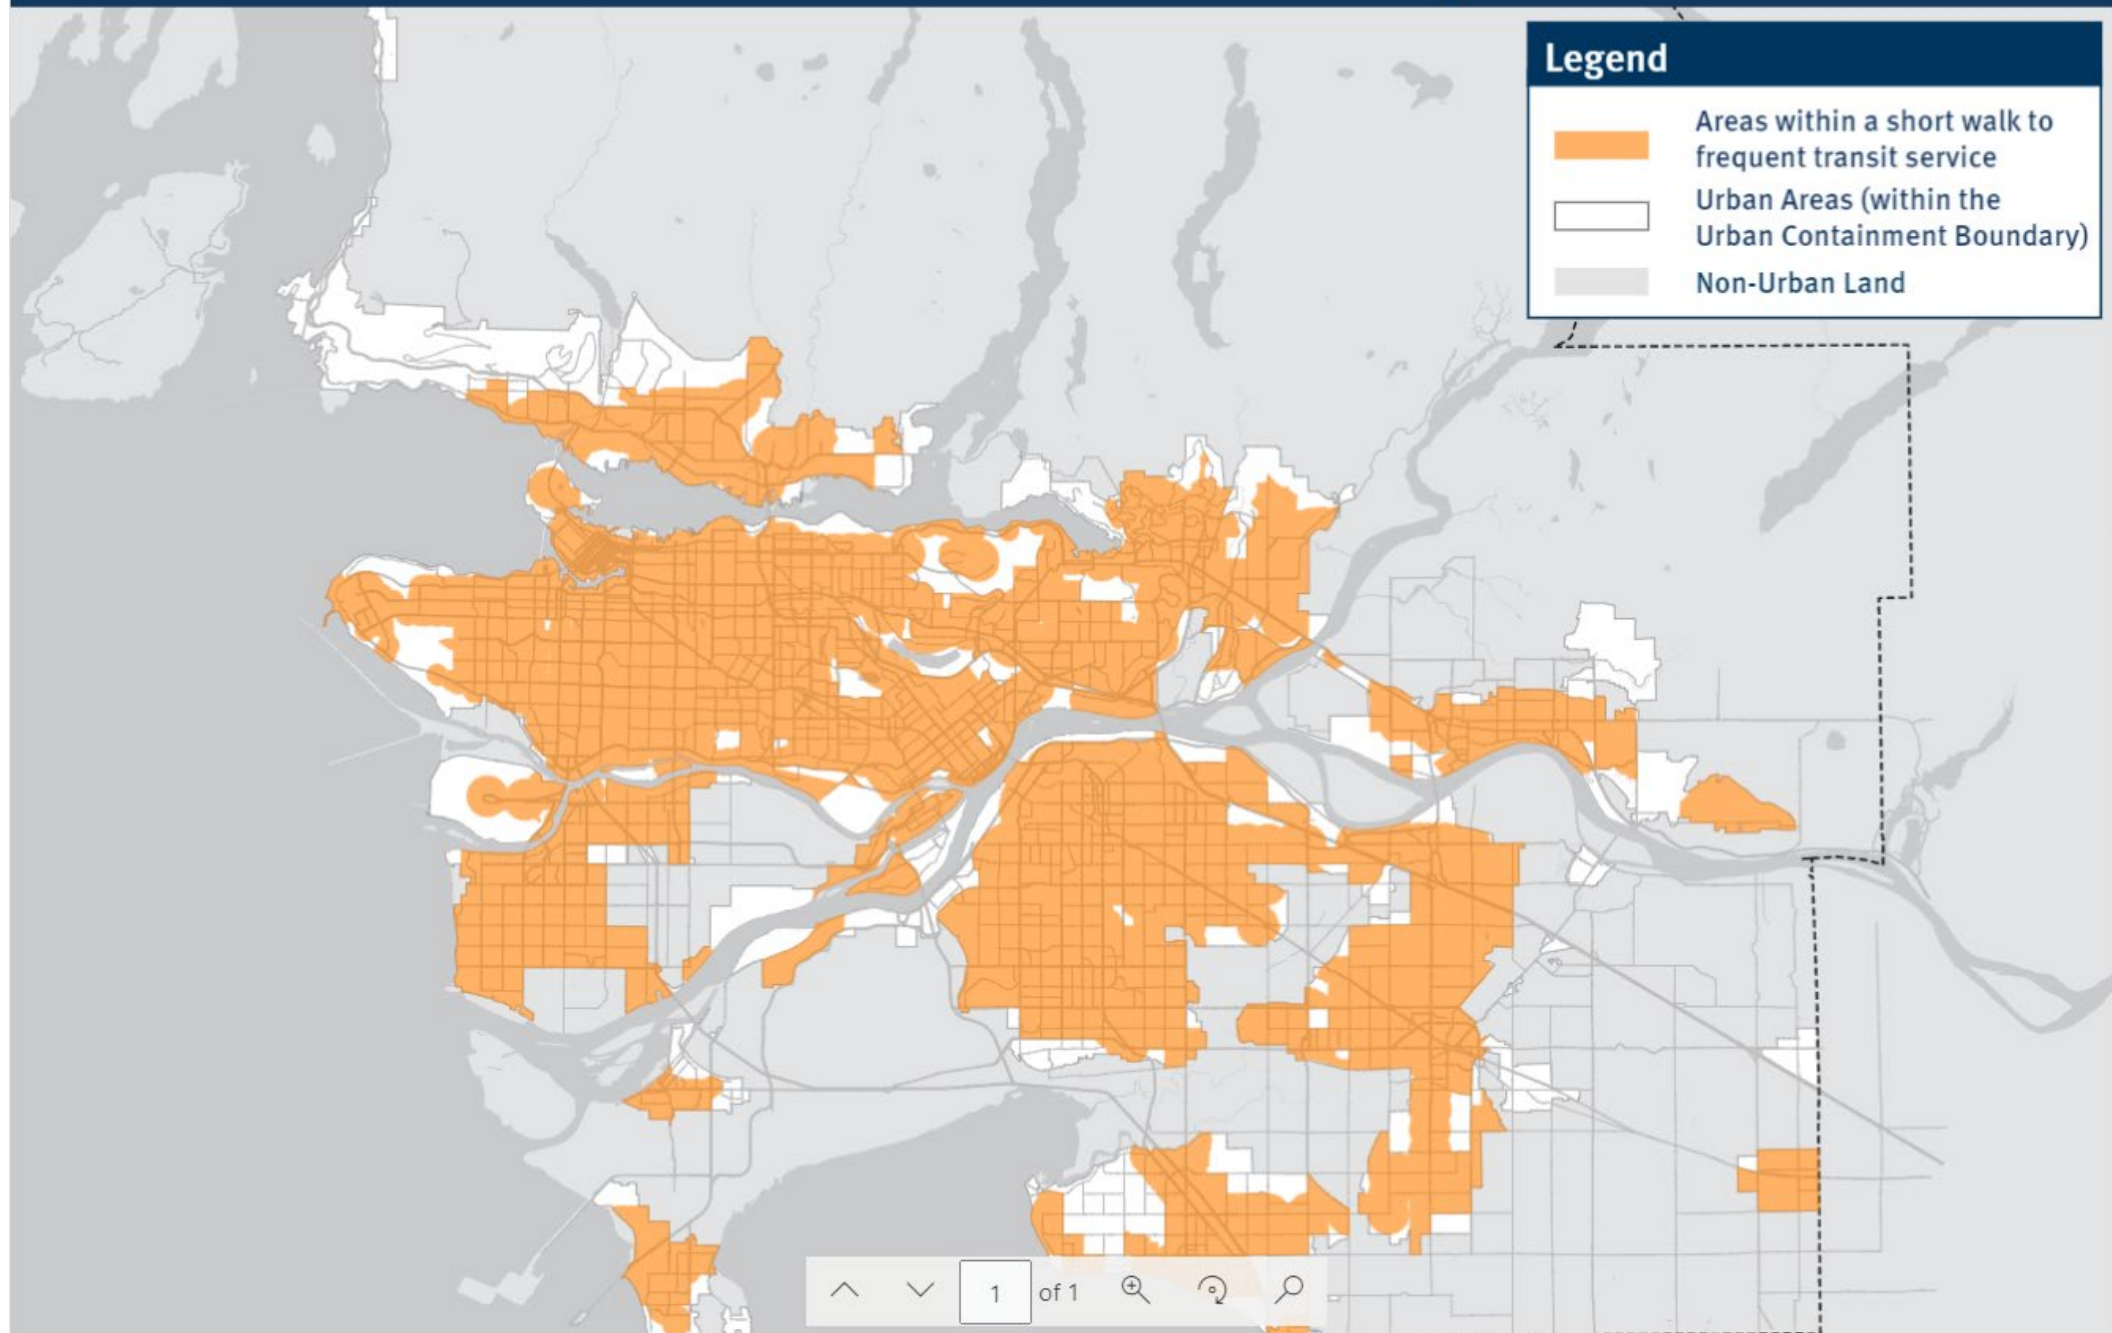 Legend
Areas within a short walk to
frequent transit service
Urban Areas (within the
Urban Containment Boundary)
Non-Urban Land
1 of 1